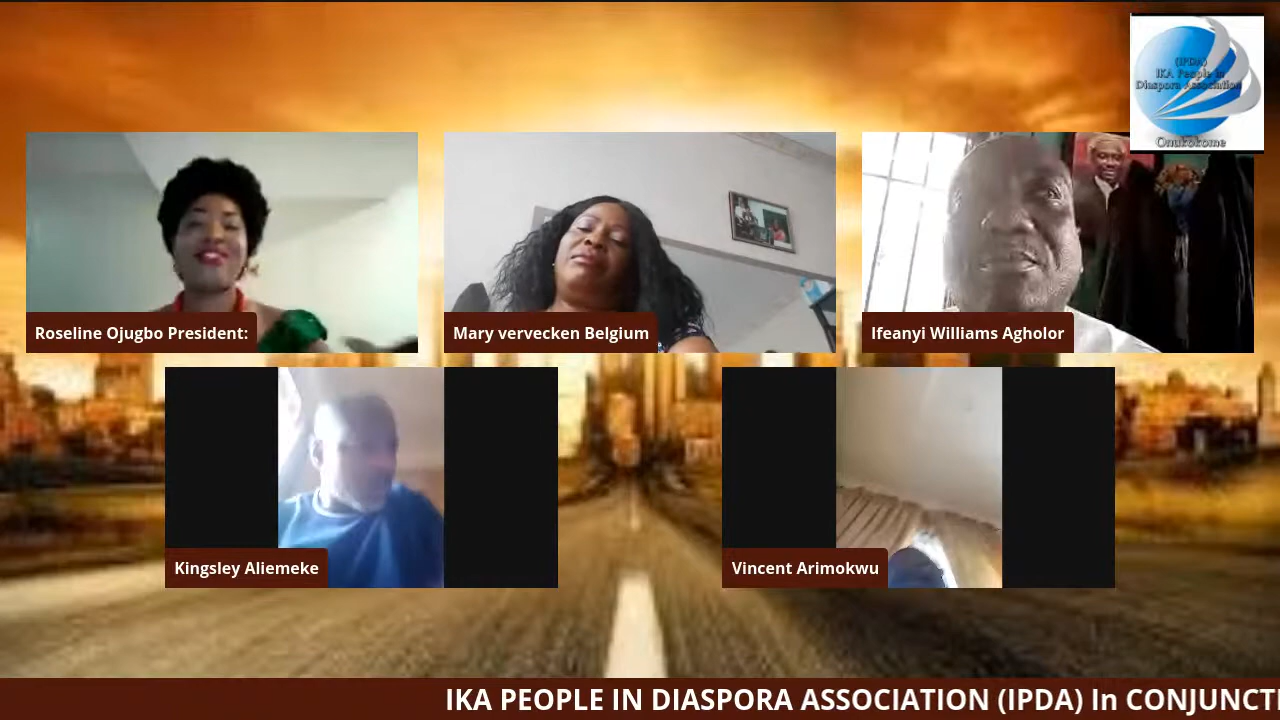 (IPDA)
IKA People in
Diaspora Association
Onukokome
Roseline Ojugbo President:
Mary vervecken Belgium
Ifeanyi Williams Agholor
Kingsley Aliemeke
Vincent Arimokwu
IKA PEOPLE IN DIASPORA ASSOCIATION (IPDA) In CONJUNCTI